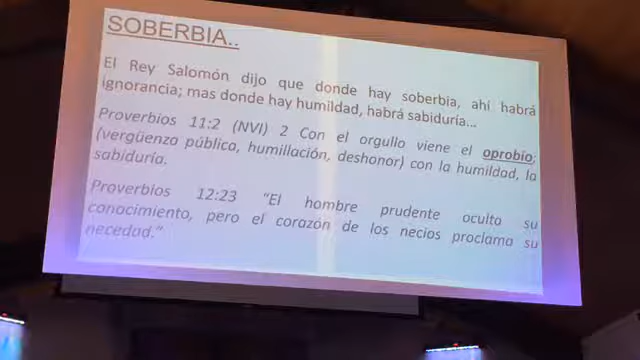 SOBERBIA..
El Rey Salomón dijo que donde hay soberbia, ahí habrá
ignorancia; mas donde hay humildad, habrá sabiduría...
Proverbios 11:2 (NVI) 2 Con el orgullo viene el oprobio;
(vergüenza pública, humillación, deshonor) con la humildad, la
sabiduría.
Proverbios 12:23 "El hombre prudente oculto su
conocimiento, pero el corazón de los necios proclama su
necedad."